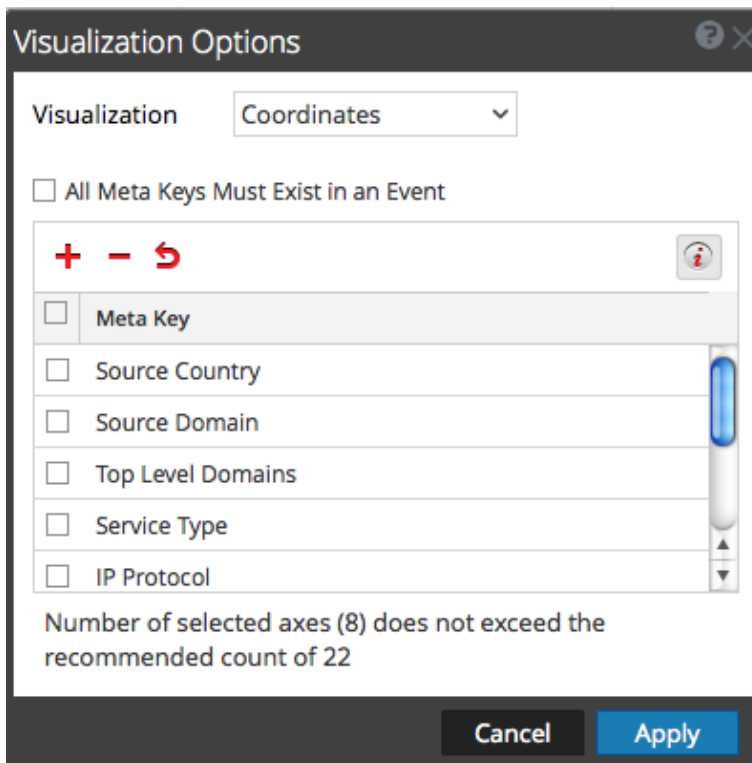 Visualization Options
Visualization
Coordinates
All Meta Keys Must Exist in an Event
Meta Key
Source Country
Source Domain
Top Level Domains
Service Type
IP Protocol
Number of selected axes (8) does not exceed the
recommended count of 22
Cancel
Apply